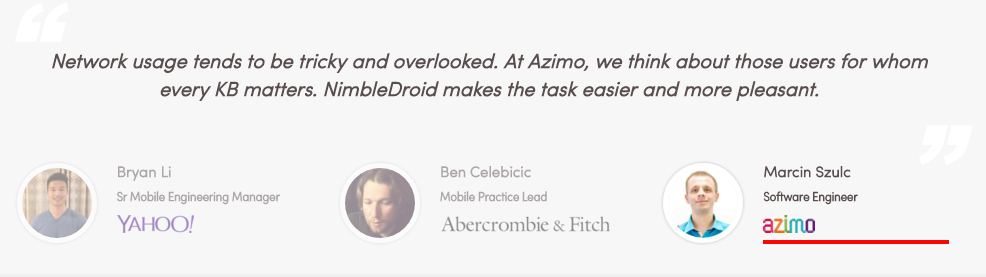 Network usage tends to be tricky and overlooked. At Azimo, we think about those users for whom
every KB matters. NimbleDroid makes the task easier and more pleasant.
Bryan Li
Sr Mobile Engineering Manager
YAHOO!
Ben Celebicic
Mobile Practice Lead
Abercrombie & Fitch
Marcin Szulc
Software Engineer
azimo